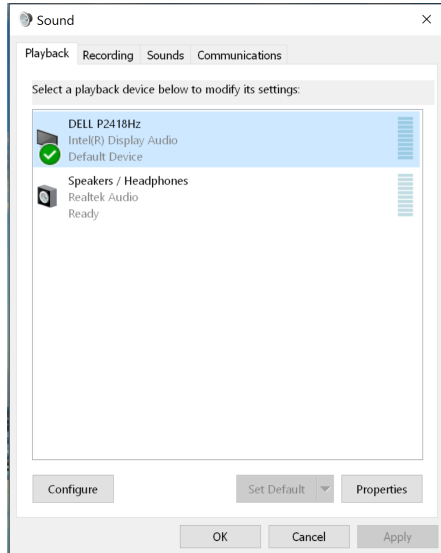 Sound
Playback Recording Sounds Communications
Select a playback device below to modify its settings:
DELL P2418Hz
Intel(R) Display Audio
Default Device
Speakers / Headphones
Realtek Audio
Ready
Configure Set Default Properties
OK Cancel Apply